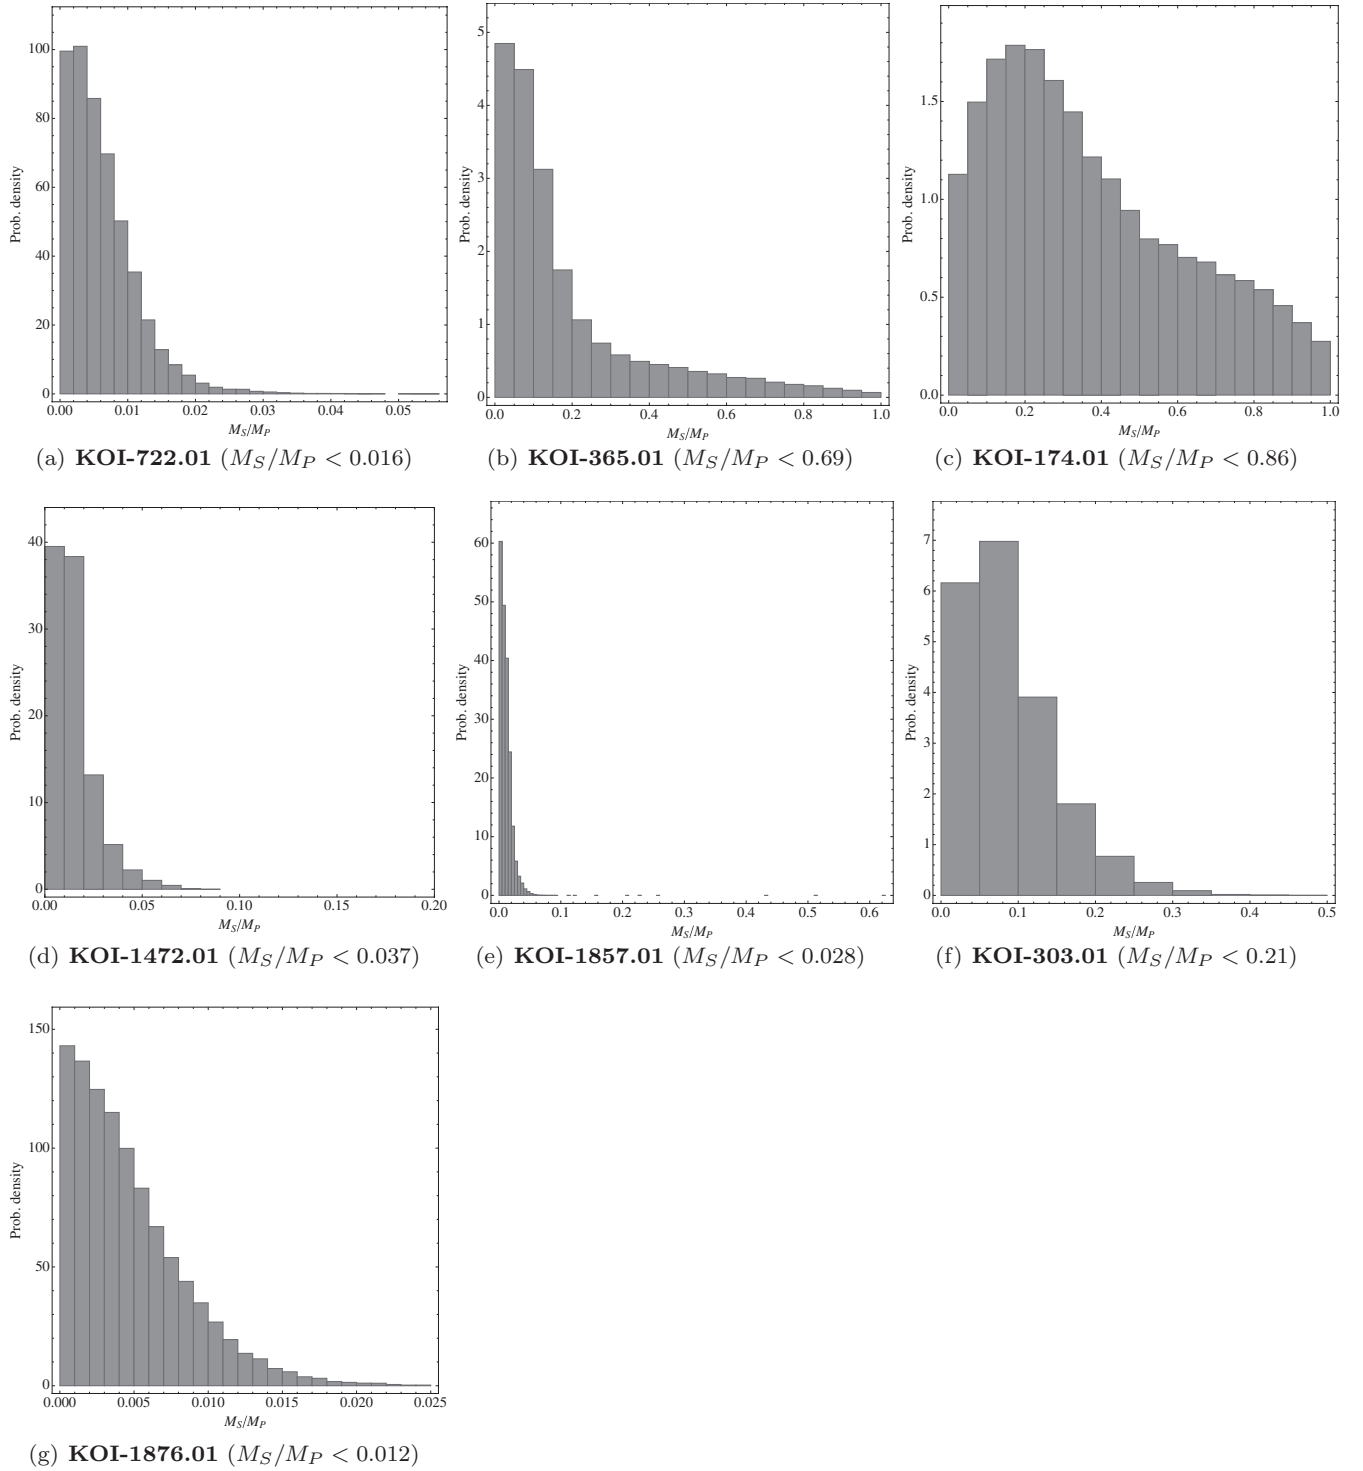 100
80
60
40
20
0
Prob. density
0.00 0.01 0.02 0.03 0.04 0.05
M_S/M_P
(a) KOI-722.01 (M_S/M_P < 0.016)
5
4
3
2
1
0
Prob. density
0.2 0.4 0.6 0.8 1.0
M_S/M_P
(b) KOI-365.01 (M_S/M_P < 0.69)
1.5
1.0
0.5
0.0
Prob. density
0.0 0.2 0.4 0.6 0.8 1.0
M_S/M_P
(c) KOI-174.01 (M_S/M_P < 0.86)
40
30
20
10
0
Prob. density
0.00 0.05 0.10 0.15 0.20
M_S/M_P
(d) KOI-1472.01 (M_S/M_P < 0.037)
60
50
40
30
20
10
0
Prob. density
0.0 0.1 0.2 0.3 0.4 0.5 0.6
M_S/M_P
(e) KOI-1857.01 (M_S/M_P < 0.028)
7
6
5
4
3
2
1
0
Prob. density
0.0 0.1 0.2 0.3 0.4 0.5
M_S/M_P
(f) KOI-303.01 (M_S/M_P < 0.21)
150
100
50
0
Prob. density
0.000 0.005 0.010 0.015 0.020 0.025
M_S/M_P
(g) KOI-1876.01 (M_S/M_P < 0.012)